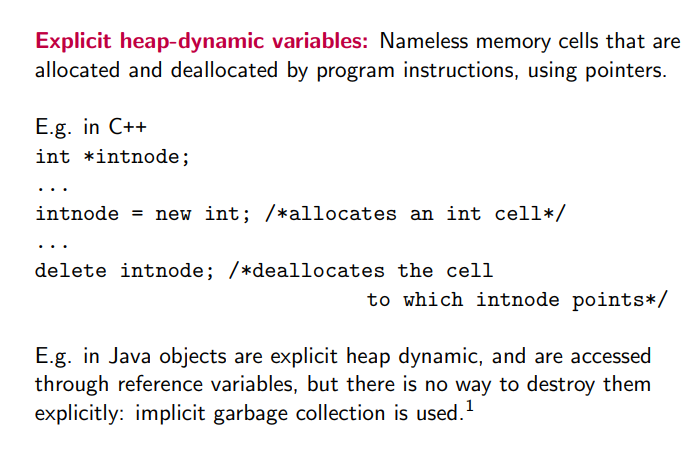 Explicit heap-dynamic variables: Nameless memory cells that are
allocated and deallocated by program instructions, using pointers.
E.g. in C++
int *intnode;
...
intnode = new int; /*allocates an int cell*/
...
delete intnode; /*deallocates the cell
to which intnode points*/
E.g. in Java objects are explicit heap dynamic, and are accessed
through reference variables, but there is no way to destroy them
explicitly: implicit garbage collection is used.1